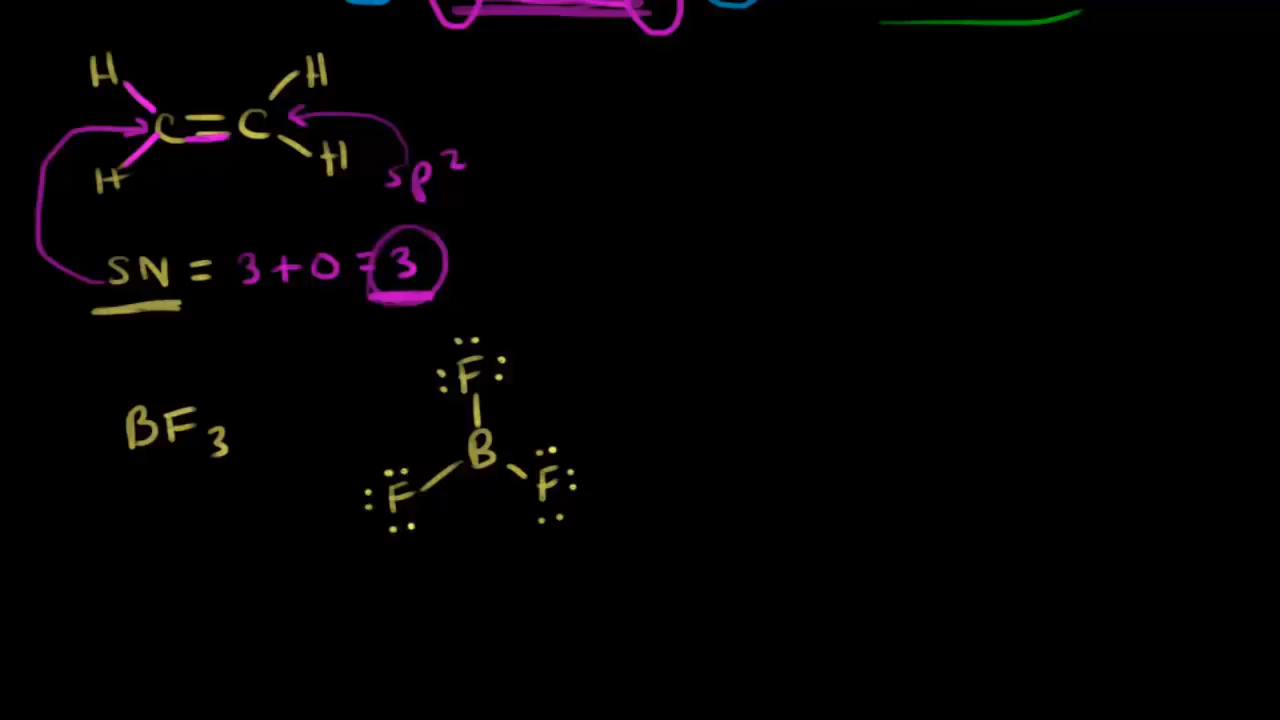 H H
C=C
H H
sp²
SN = 3+0=3
F
BF₃ B
F F